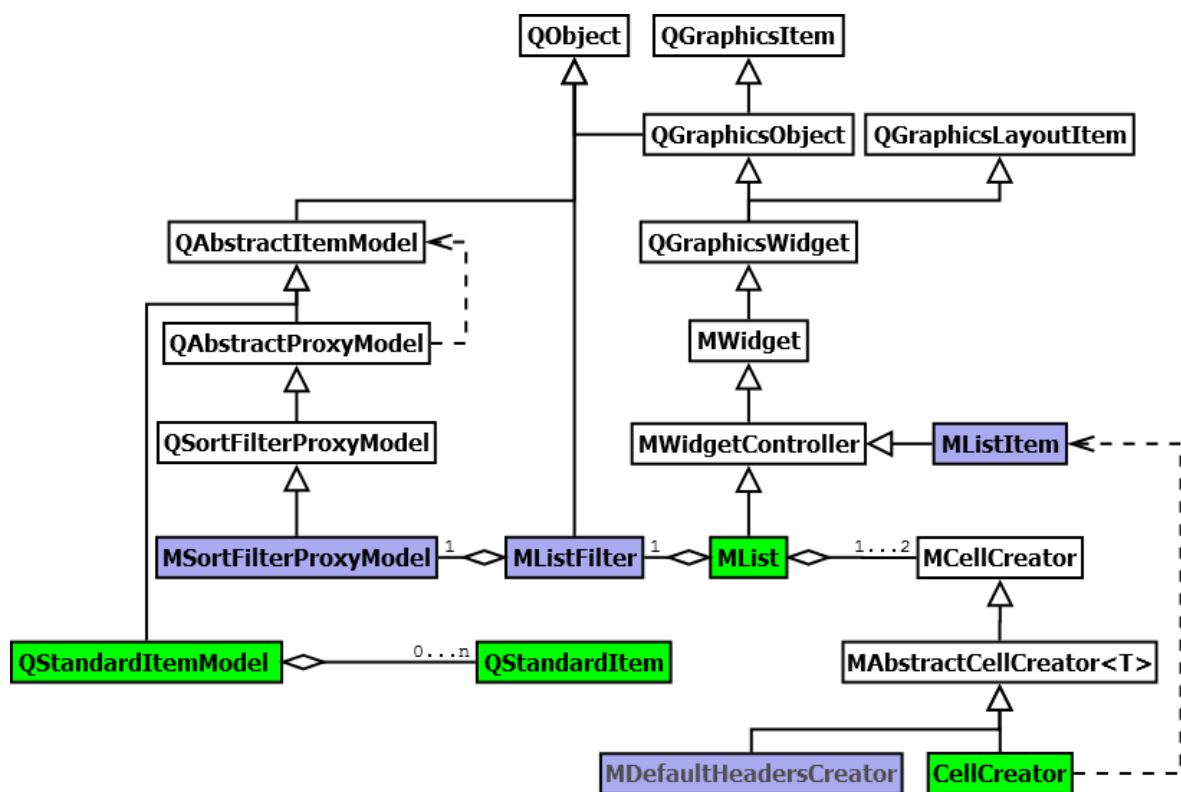 QObject
QGraphicsItem
QGraphicsObject
QGraphicsLayoutItem
QAbstractItemModel
QGraphicsWidget
QAbstractProxyModel
MWidget
QSortFilterProxyModel
MWidgetController
MListItem
MSortFilterProxyModel
1
MListFilter
1
MList
1...2
MCellCreator
QStandardItemModel
0...n
QStandardItem
MAbstractCellCreator<T>
MDefaultHeadersCreator
CellCreator